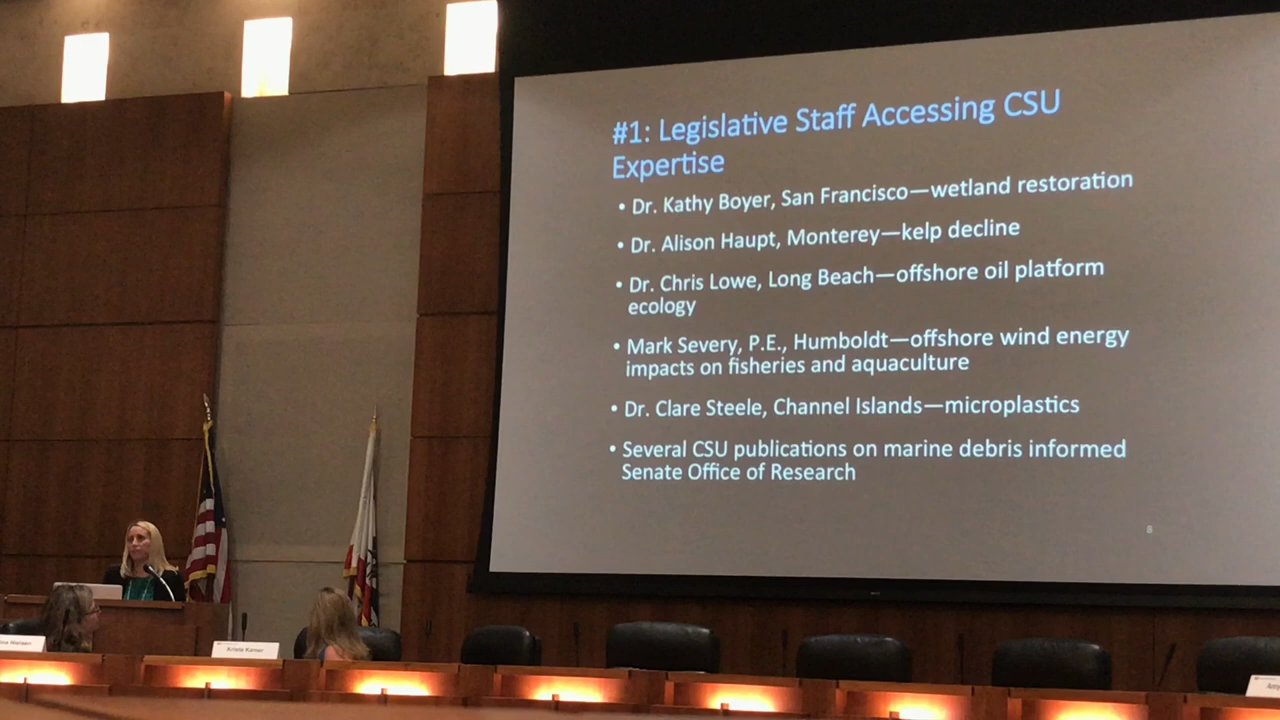 #1: Legislative Staff Accessing CSU
Expertise
• Dr. Kathy Boyer, San Francisco—wetland restoration
• Dr. Alison Haupt, Monterey—kelp decline
• Dr. Chris Lowe, Long Beach—offshore oil platform
ecology
• Mark Severy, P.E., Humboldt—offshore wind energy
impacts on fisheries and aquaculture
• Dr. Clare Steele, Channel Islands—microplastics
• Several CSU publications on marine debris informed
Senate Office of Research
8